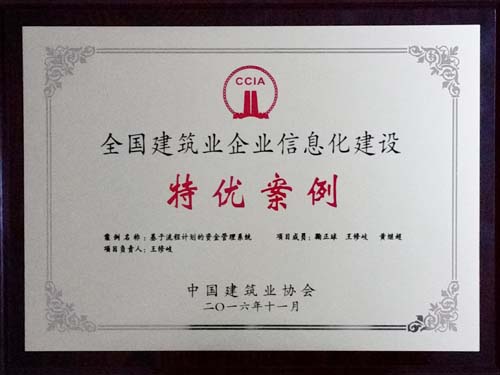 CCIA
全国建筑业企业信息化建设
特优案例
案例名称：基于流程计划的资金管理系统 项目成员：鞠正球 王修岐 黄继超
项目负责人：王修岐
中国建筑业协会
二〇一六年十一月